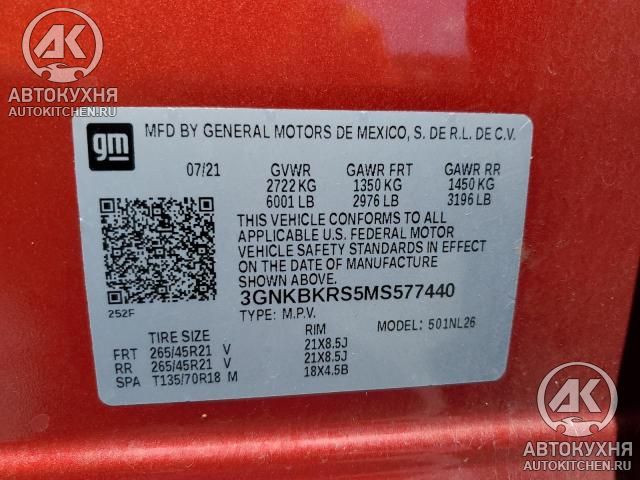 АК
АВТОКУХНЯ
AUTOKITCHEN.RU
gm
MFD BY GENERAL MOTORS DE MEXICO, S. DE R.L. DE C.V.
07/21 GVWR GAWR FRT GAWR RR
2722 KG 1350 KG 1450 KG
6001 LB 2976 LB 3196 LB
THIS VEHICLE CONFORMS TO ALL
APPLICABLE U.S. FEDERAL MOTOR
VEHICLE SAFETY STANDARDS IN EFFECT
ON THE DATE OF MANUFACTURE
SHOWN ABOVE.
3GNKBKRS5MS577440
252F
TYPE: M.P.V. MODEL: 501NL26
TIRE SIZE RIM
FRT 265/45R21 V 21X8.5J
RR 265/45R21 V 21X8.5J
SPA T135/70R18 M 18X4.5B
АК
АВТОКУХНЯ
AUTOKITCHEN.RU